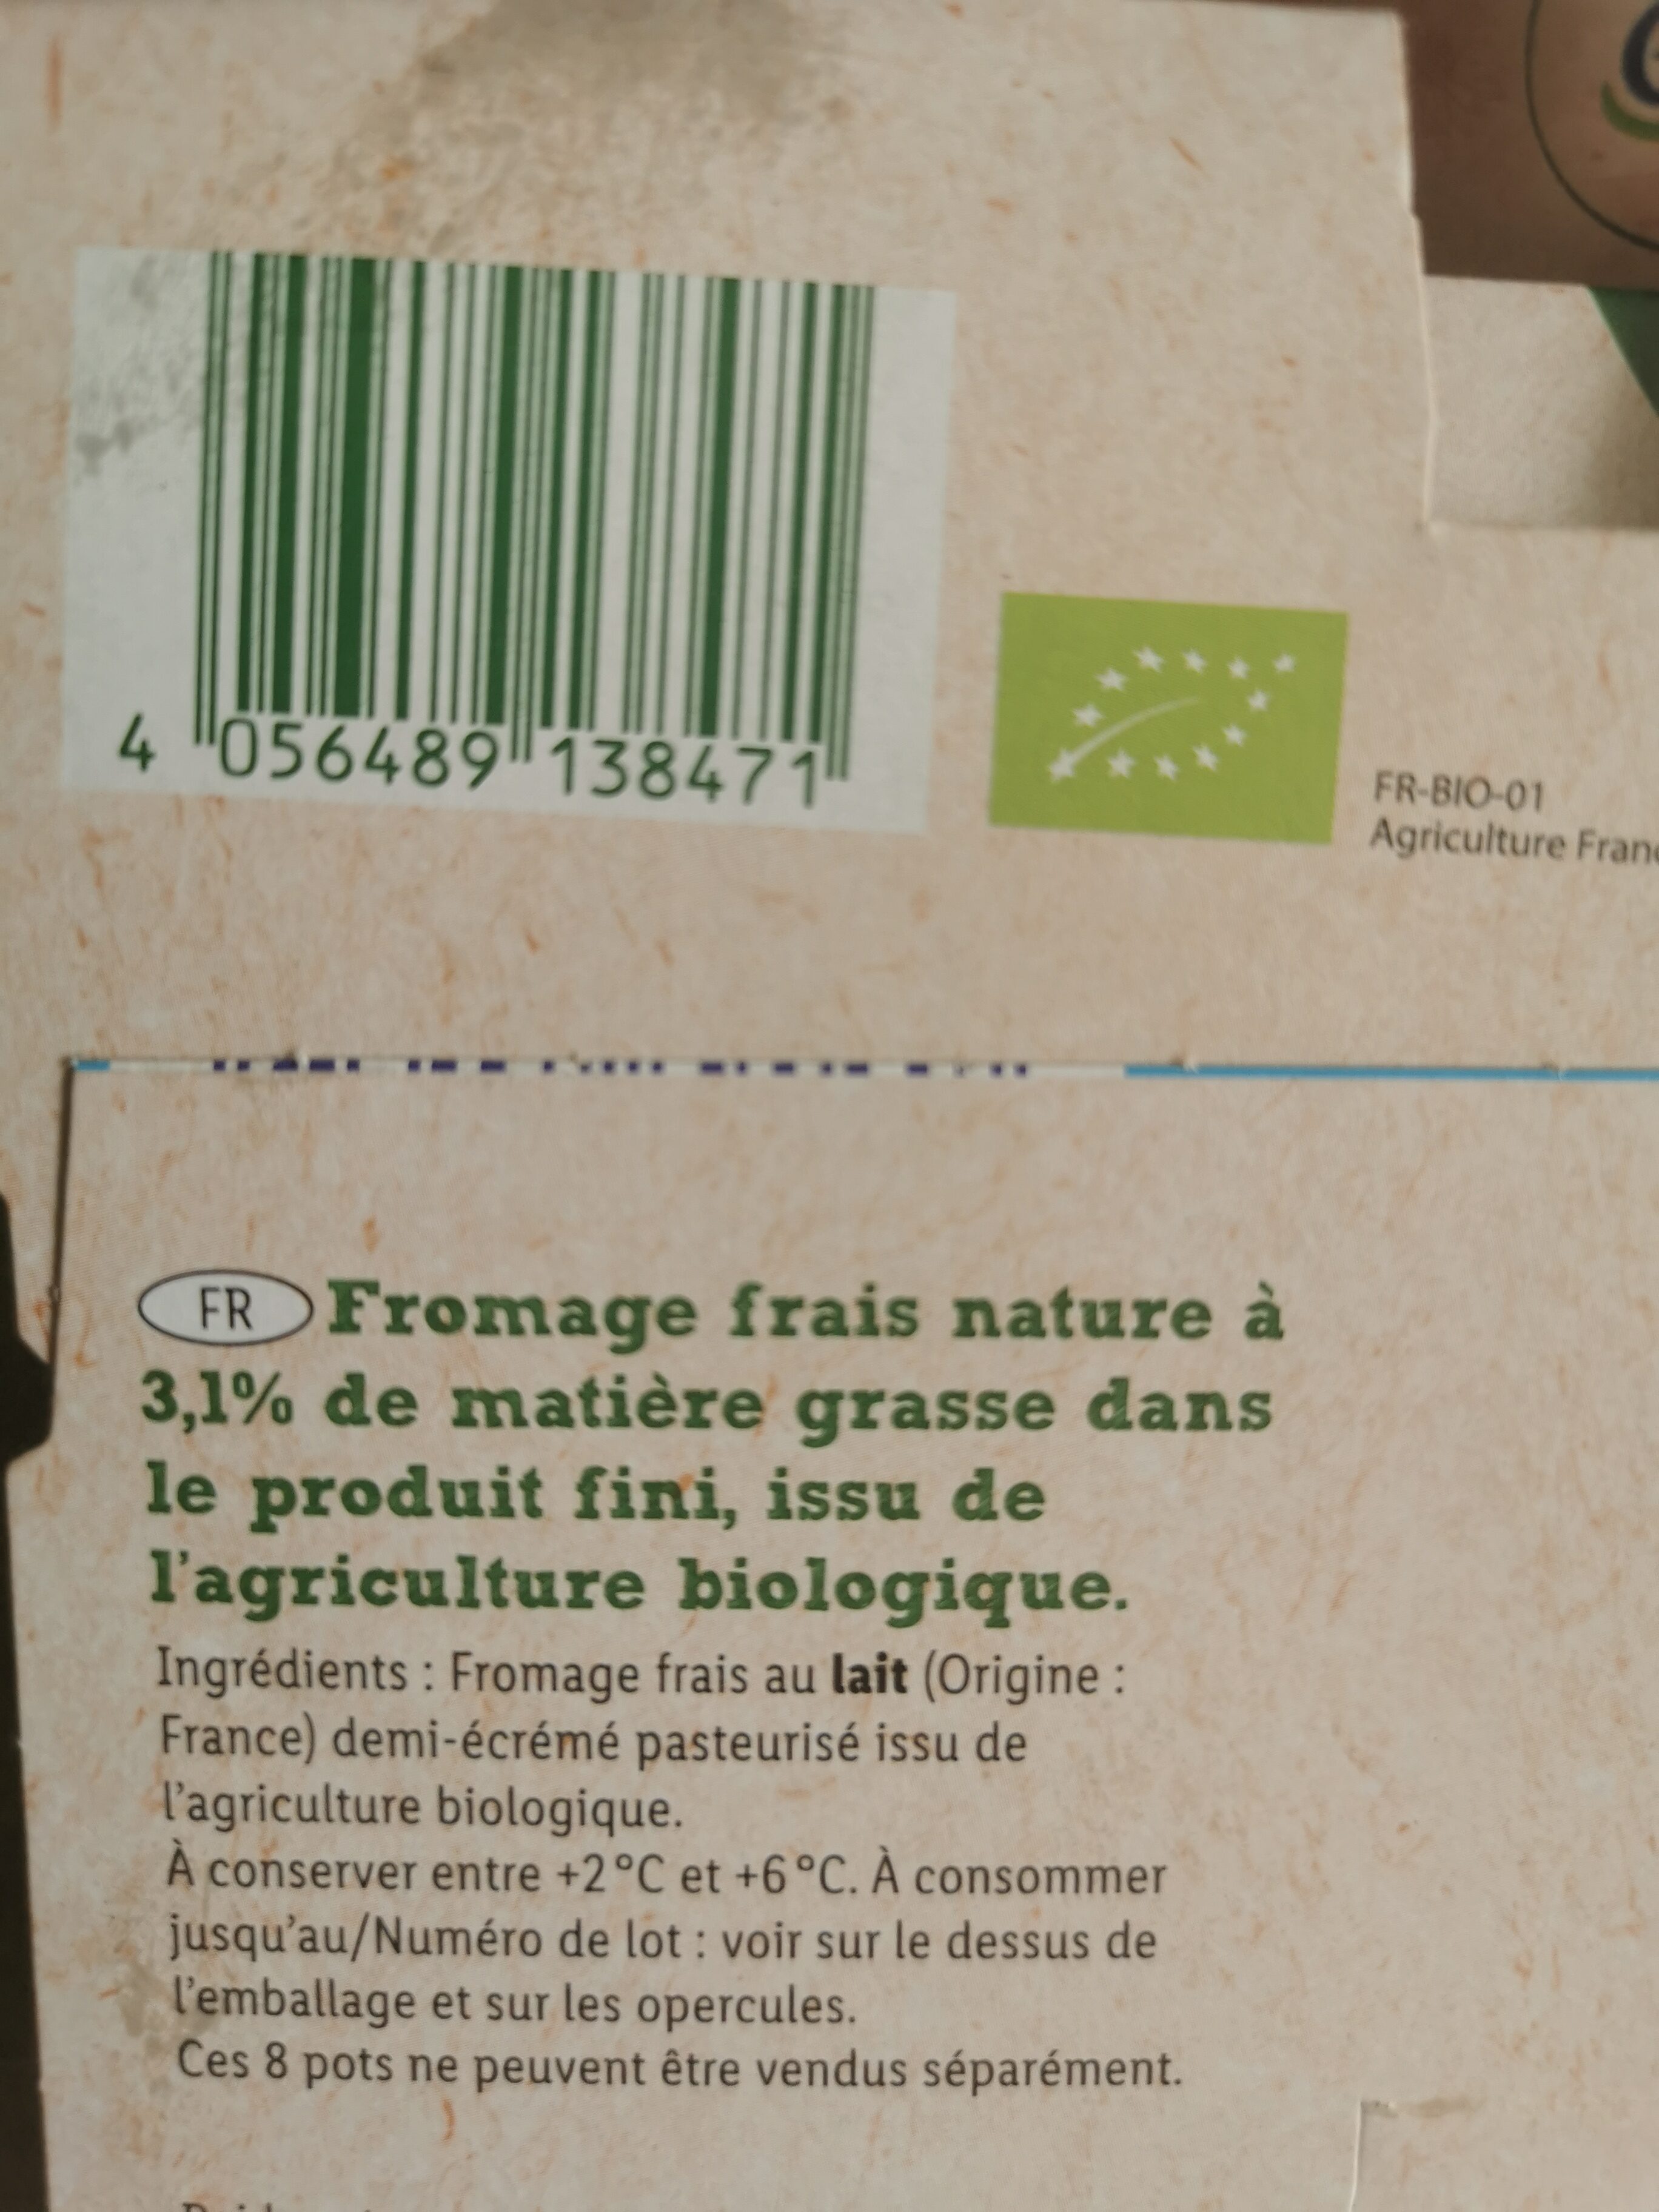 4 056489 138471
FR-BIO-01
Agriculture
FR Fromage frais nature à
3,1% de matière grasse dans
le produit fini, issu de
l'agriculture biologique.
Ingrédients : Fromage frais au lait (Origine :
France) demi-écrémé pasteurisé issu de
l'agriculture biologique.
À conserver entre +2°C et +6°C. À consommer
jusqu'au/Numéro de lot : voir sur le dessus de
l'emballage et sur les opercules.
Ces 8 pots ne peuvent être vendus séparément.